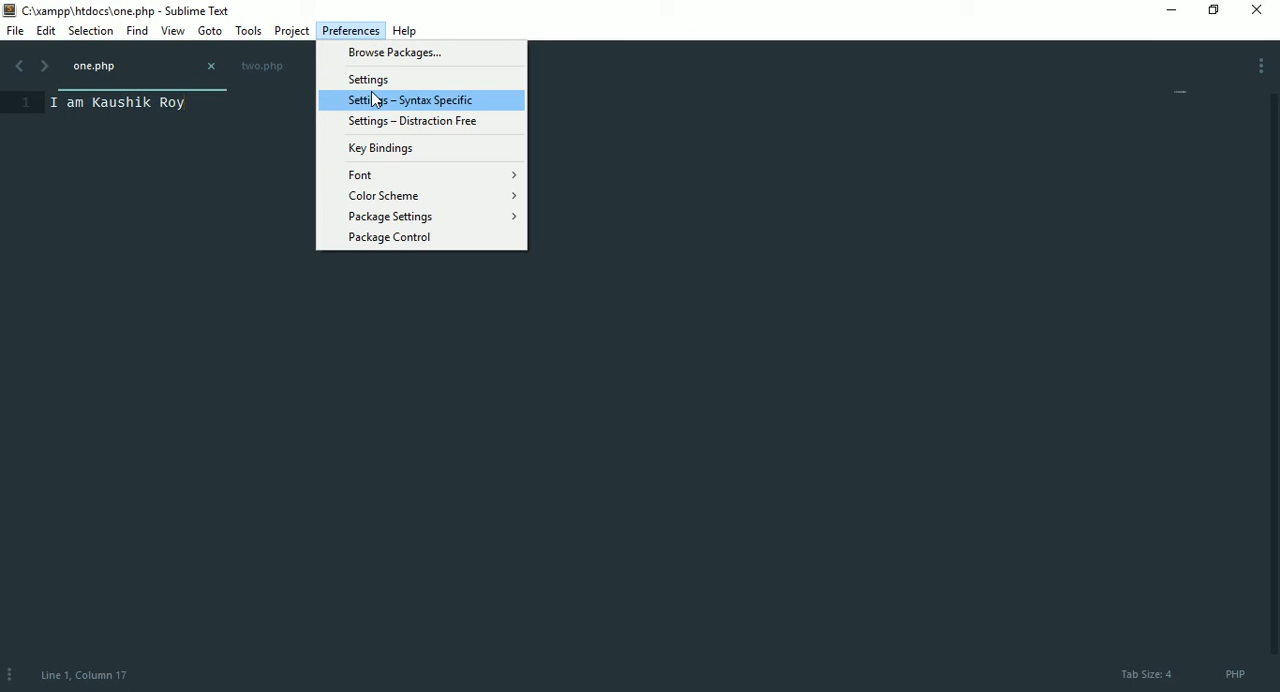 C:\xampp\htdocs\one.php - Sublime Text
File Edit Selection Find View Goto Tools Project Preferences Help
one.php two.php
1 I am Kaushik Roy
Browse Packages...
Settings
Settings – Syntax Specific
Settings – Distraction Free
Key Bindings
Font
Color Scheme
Package Settings
Package Control
Line 1, Column 17 Tab Size: 4 PHP